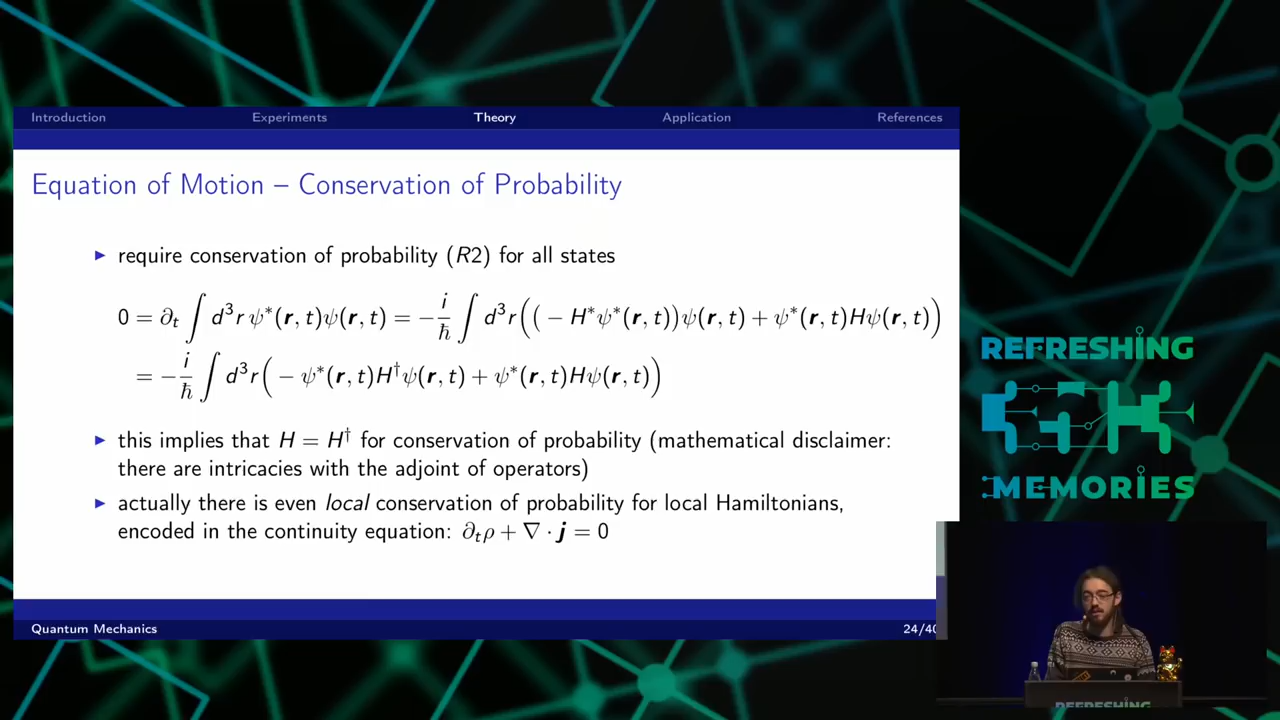 Introduction Experiments Theory Application References
Equation of Motion – Conservation of Probability
▶ require conservation of probability (R2) for all states
0 = ∂ₜ ∫ d³r ψ*(r, t)ψ(r, t) = −i/ℏ ∫ d³r((− H*ψ*(r, t))ψ(r, t) + ψ*(r, t)Hψ(r, t))
= −i/ℏ ∫ d³r(− ψ*(r, t)H†ψ(r, t) + ψ*(r, t)Hψ(r, t))
▶ this implies that H = H† for conservation of probability (mathematical disclaimer:
there are intricacies with the adjoint of operators)
▶ actually there is even local conservation of probability for local Hamiltonians,
encoded in the continuity equation: ∂ₜρ + ∇ · j = 0
Quantum Mechanics 24/40
REFRESHING
MEMORIES
REFRESHING